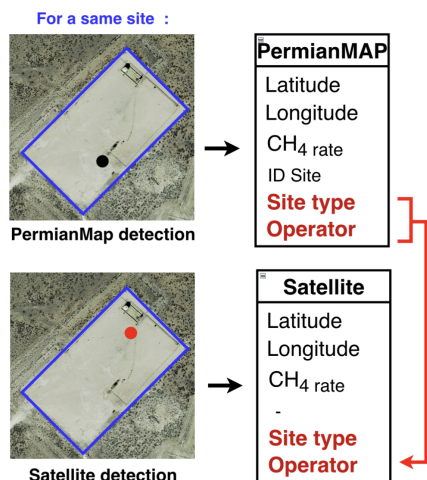 For a same site :
PermianMAP
Latitude
Longitude
CH4 rate
ID Site
Site type
Operator
PermianMap detection
Satellite
Latitude
Longitude
CH4 rate
-
Site type
Operator
Satellite detection